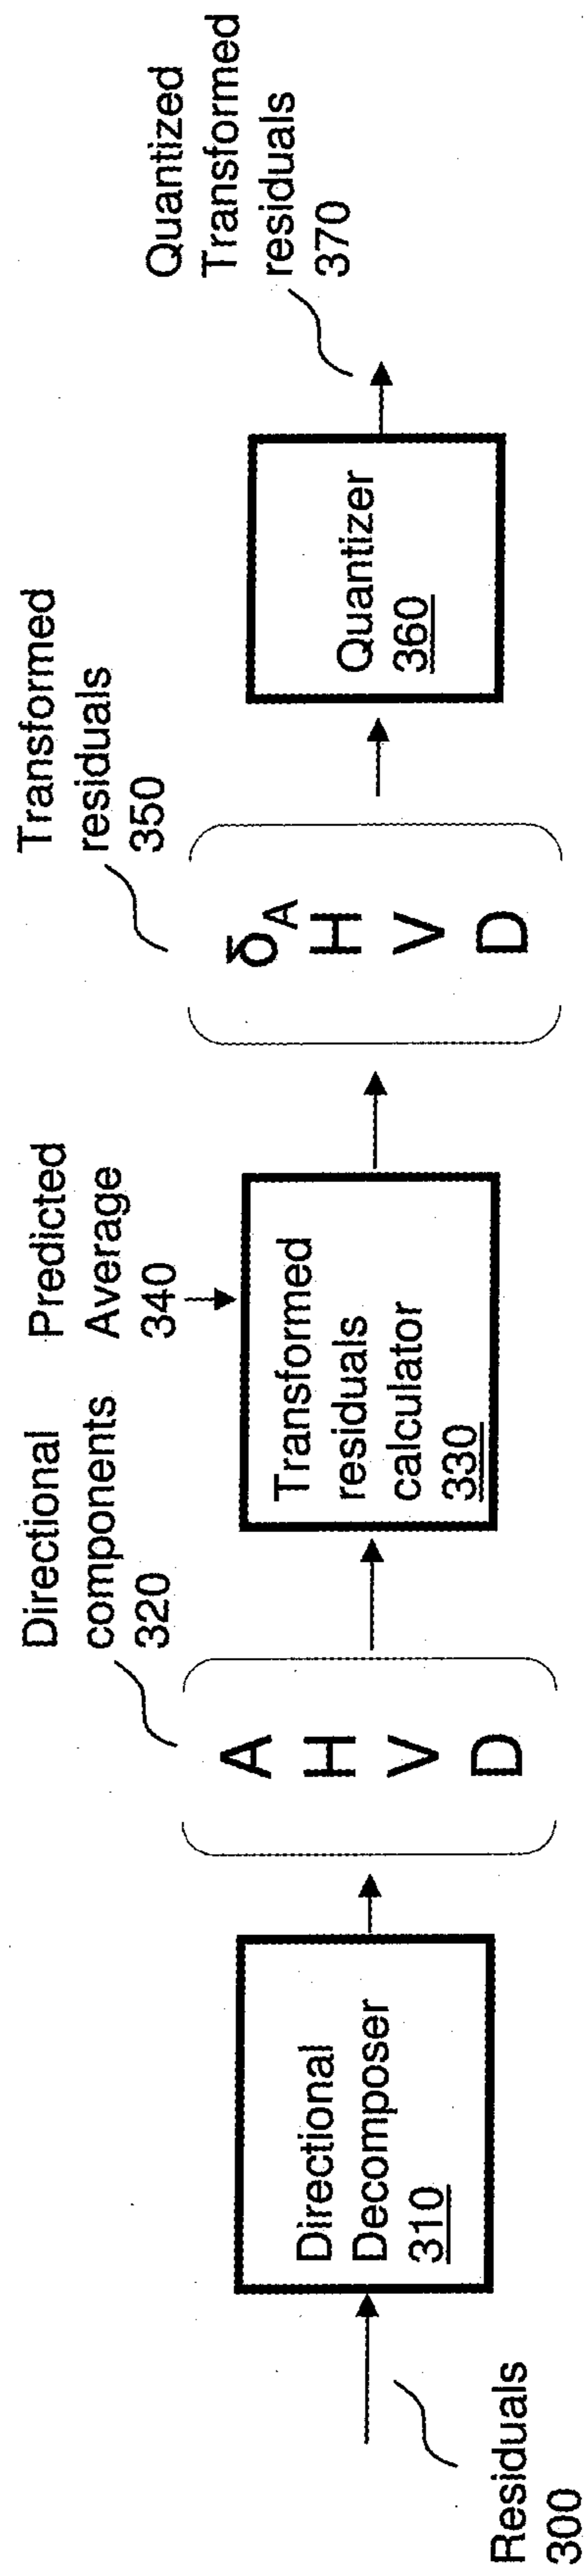 Residuals
300
Directional
Decomposer
310
Directional
components
320
A
H
V
D
Predicted
Average
340
Transformed
residuals
calculator
330
Transformed
residuals
350
δA
H
V
D
Quantizer
360
Quantized
Transformed
residuals
370